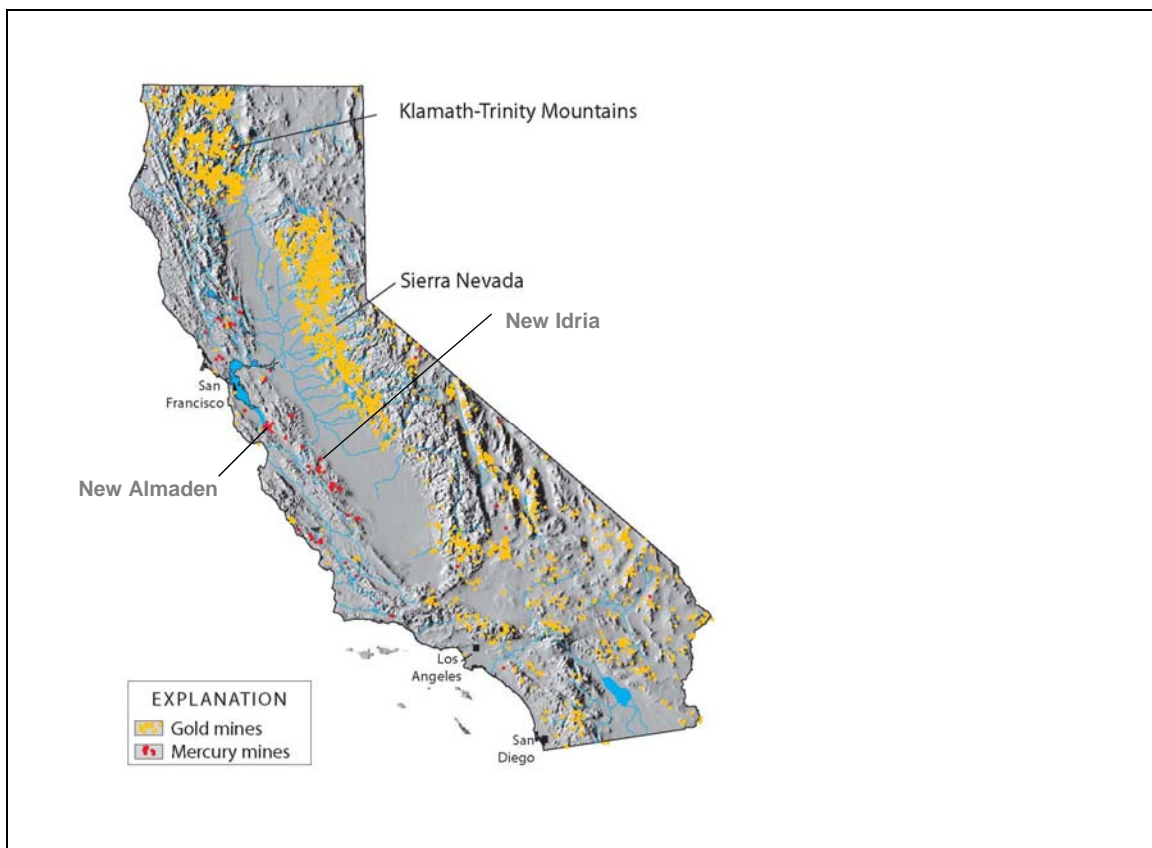 Klamath-Trinity Mountains
Sierra Nevada
New Idria
San
Francisco
New Almaden
Los
Angeles
San
Diego
EXPLANATION
Gold mines
Mercury mines